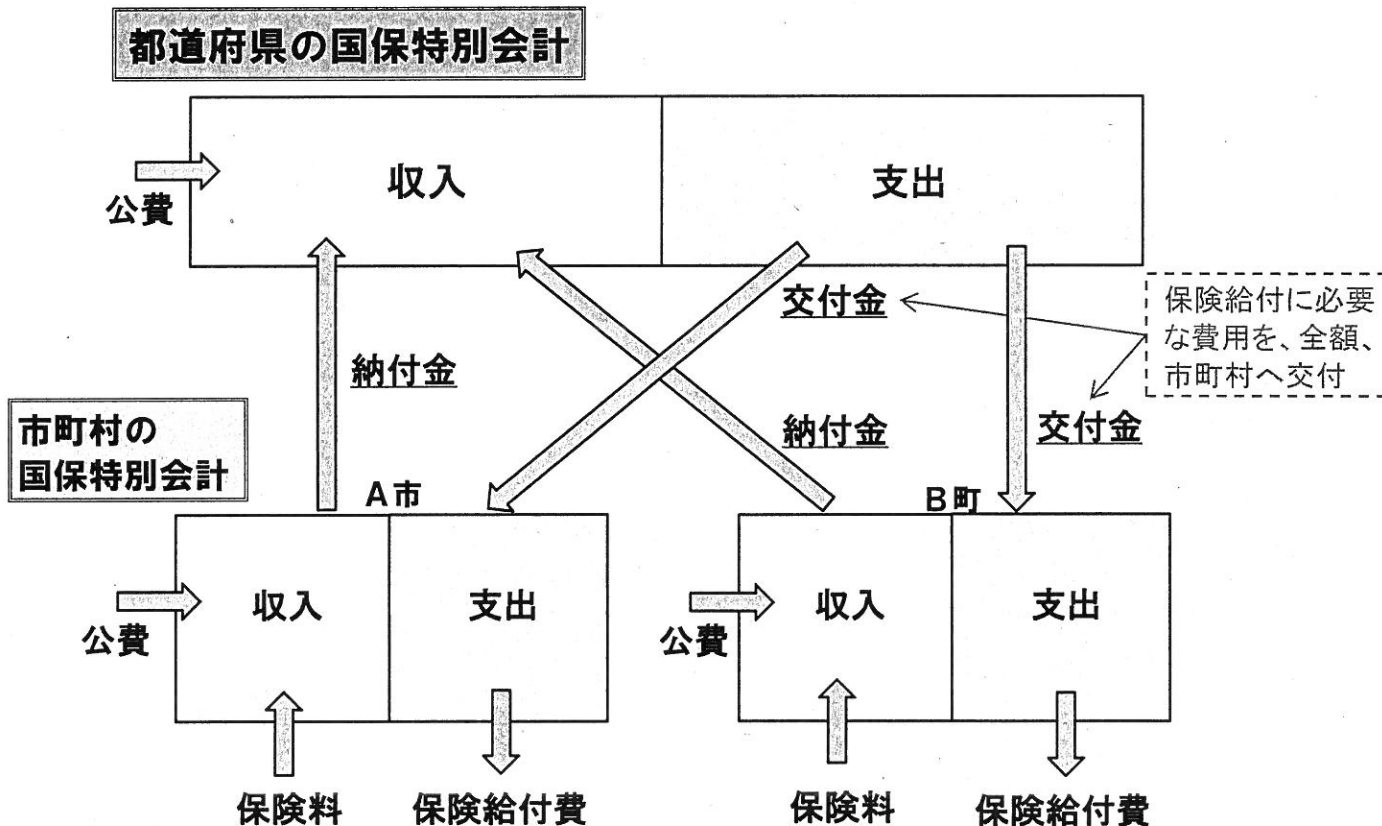 都道府県の国保特別会計
収入
支出
公費
交付金
保険給付に必要
な費用を、全額、
市町村へ交付
納付金
納付金
交付金
市町村の
国保特別会計
A市
B町
収入
支出
公費
保険料
保険給付費
収入
支出
公費
保険料
保険給付費